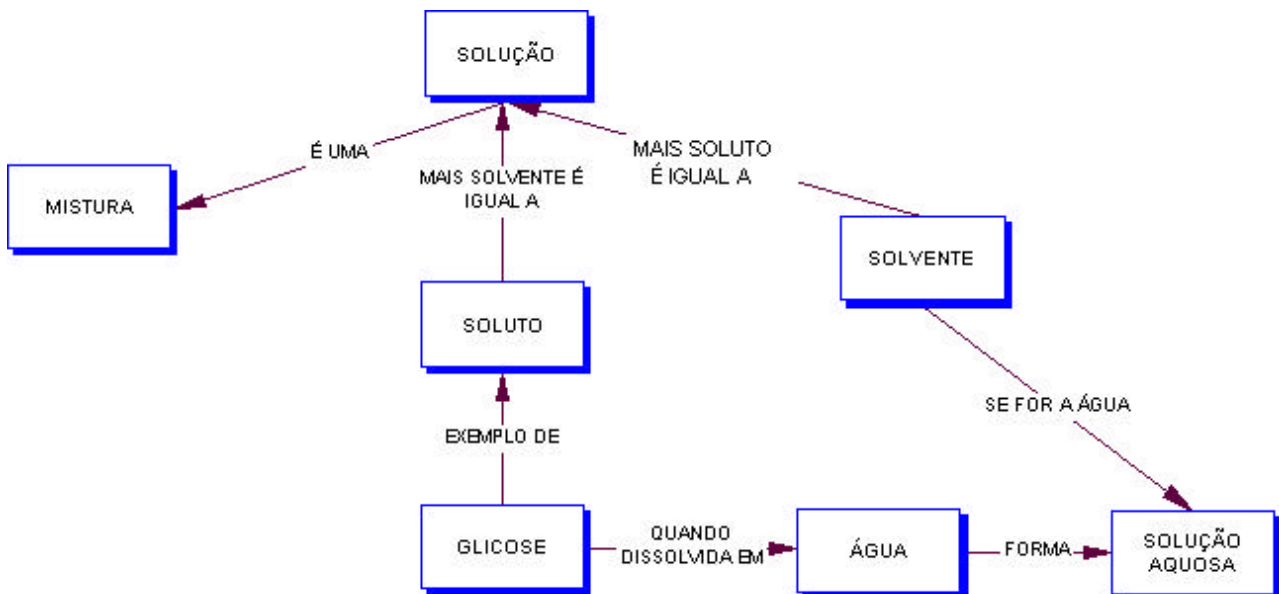 SOLUÇÃO
É UMA
MAIS SOLUTO
É IGUAL A
MAIS SOLVENTE É
IGUAL A
MISTURA
SOLVENTE
SOLUTO
SE FOR A ÁGUA
EXEMPLO DE
GLICOSE
QUANDO
DISSOLVIDA EM
ÁGUA
FORMA
SOLUÇÃO
AQUOSA